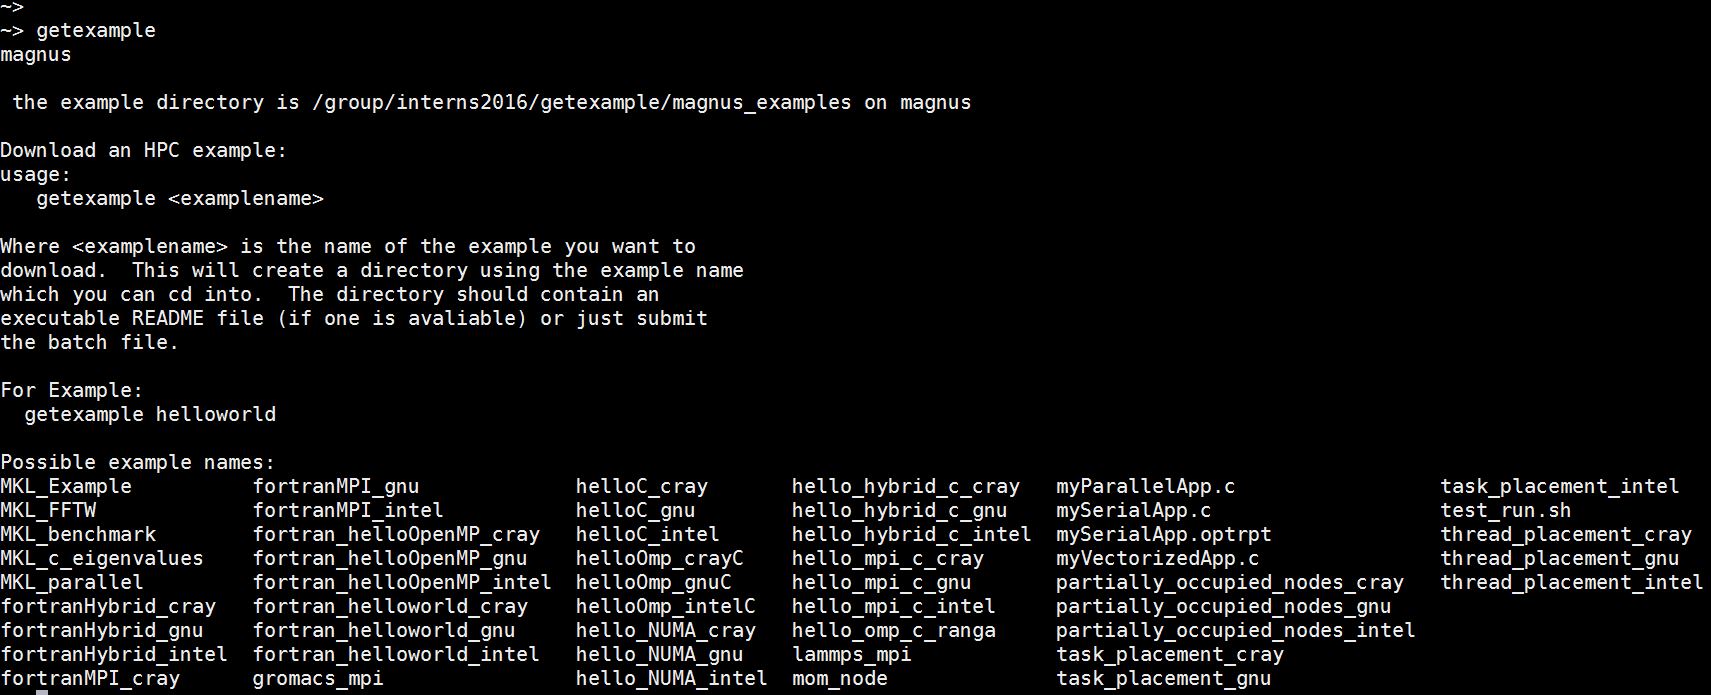 ~>
~> getexample
magnus
the example directory is /group/interns2016/getexample/magnus_examples on magnus
Download an HPC example:
usage:
getexample <examplename>
Where <examplename> is the name of the example you want to
download.  This will create a directory using the example name
which you can cd into.  The directory should contain an
executable README file (if one is avaliable) or just submit
the batch file.
For Example:
getexample helloworld
Possible example names:
MKL_Example fortranMPI_gnu helloC_cray hello_hybrid_c_cray myParallelApp.c task_placement_intel
MKL_FFTW fortranMPI_intel helloC_gnu hello_hybrid_c_gnu mySerialApp.c test_run.sh
MKL_benchmark fortran_helloOpenMP_cray helloC_intel hello_hybrid_c_intel mySerialApp.optrpt thread_placement_cray
MKL_c_eigenvalues fortran_helloOpenMP_gnu helloOmp_crayC hello_mpi_c_cray myVectorizedApp.c thread_placement_gnu
MKL_parallel fortran_helloOpenMP_intel helloOmp_gnuC hello_mpi_c_gnu partially_occupied_nodes_cray thread_placement_intel
fortranHybrid_cray fortran_helloworld_cray helloOmp_intelC hello_mpi_c_intel partially_occupied_nodes_gnu
fortranHybrid_gnu fortran_helloworld_gnu hello_NUMA_cray hello_omp_c_ranga partially_occupied_nodes_intel
fortranHybrid_intel fortran_helloworld_intel hello_NUMA_gnu lammps_mpi task_placement_cray
fortranMPI_cray gromacs_mpi hello_NUMA_intel mom_node task_placement_gnu